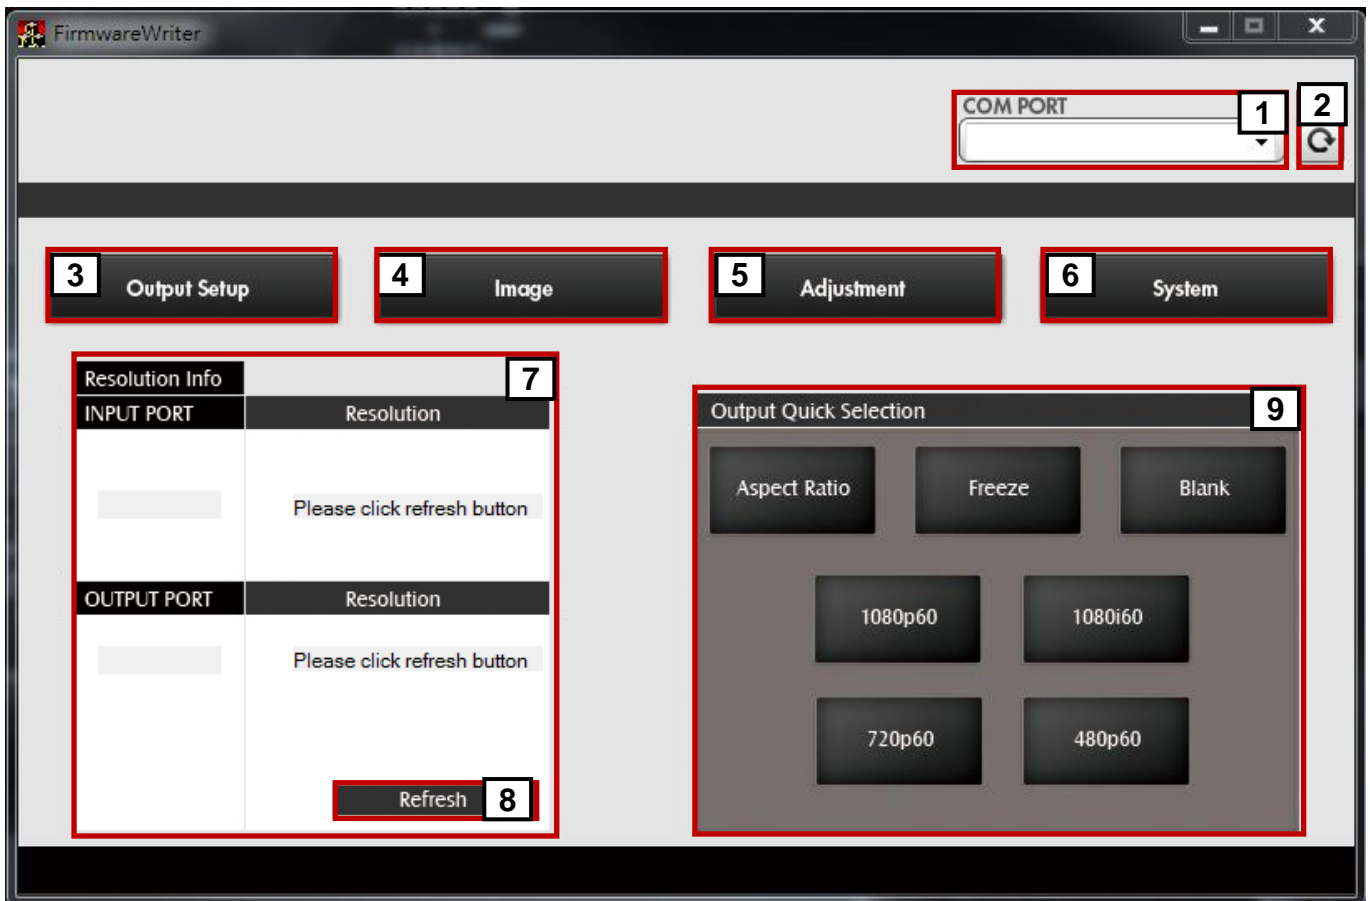 FirmwareWriter
COM PORT
1
2
3
Output Setup
4
Image
5
Adjustment
6
System
Resolution Info
7
INPUT PORT
Resolution
Please click refresh button
OUTPUT PORT
Resolution
Please click refresh button
Refresh
8
Output Quick Selection
9
Aspect Ratio
Freeze
Blank
1080p60
1080i60
720p60
480p60